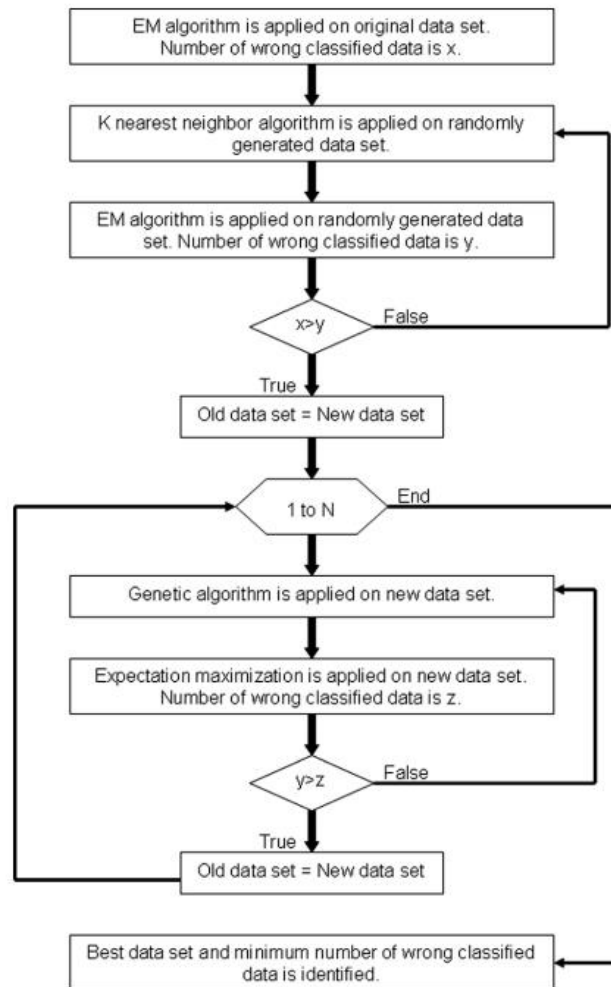 EM algorithm is applied on original data set.
Number of wrong classified data is x.
K nearest neighbor algorithm is applied on randomly
generated data set.
EM algorithm is applied on randomly generated data
set. Number of wrong classified data is y.
x>y
False
True
Old data set = New data set
1 to N
End
Genetic algorithm is applied on new data set.
Expectation maximization is applied on new data set.
Number of wrong classified data is z.
y>z
False
True
Old data set = New data set
Best data set and minimum number of wrong classified
data is identified.